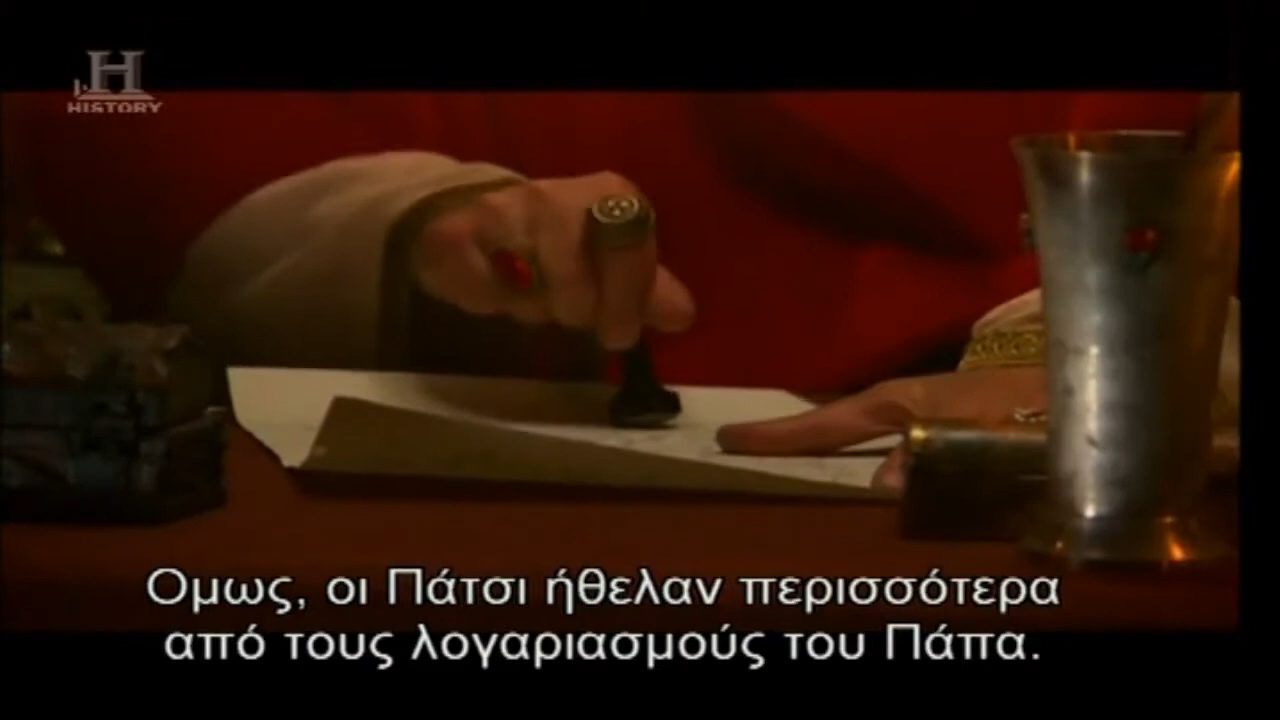 HISTORY
Ομως, οι Πάτσι ήθελαν περισσότερα
από τους λογαριασμούς του Πάπα.